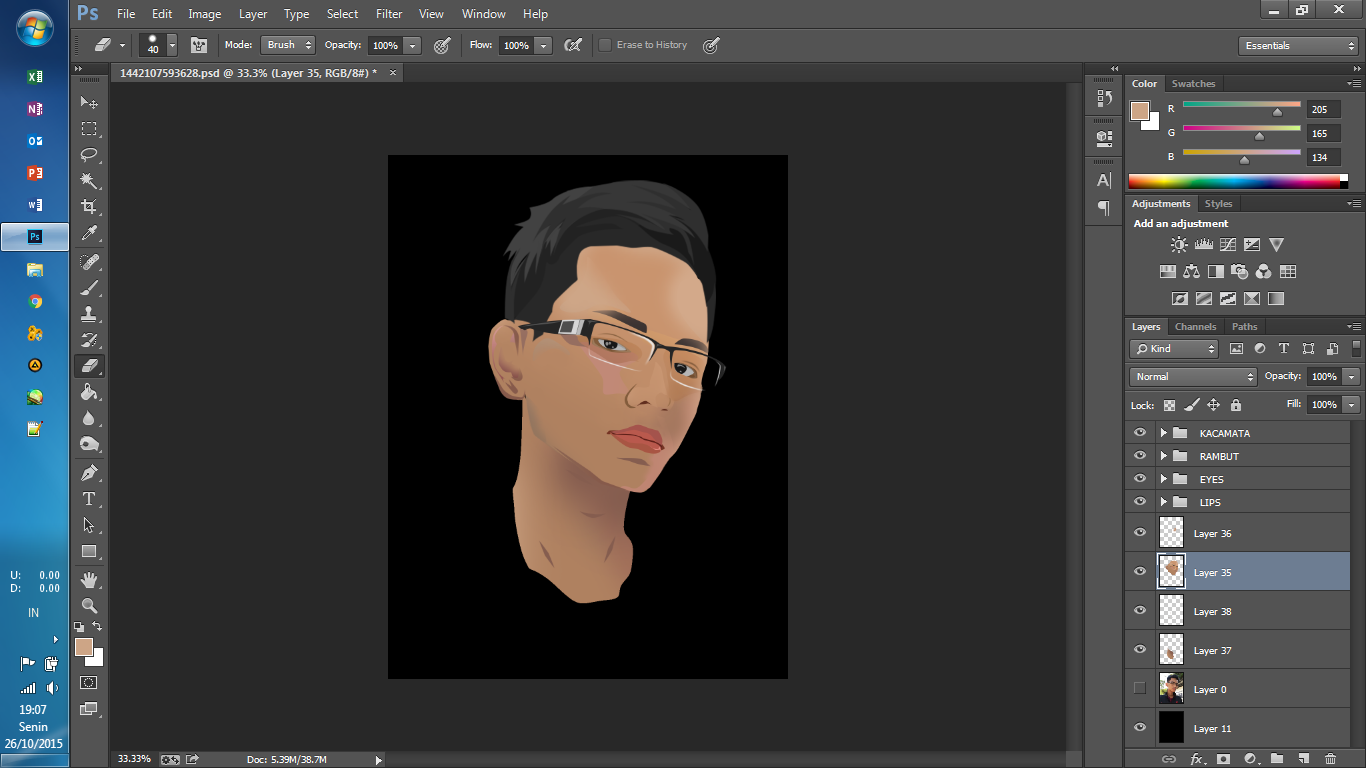 Ps File Edit Image Layer Type Select Filter View Window Help
40 Mode: Brush Opacity: 100% Flow: 100% Erase to History Essentials
1442107593628.psd @ 33.3% (Layer 35, RGB/8#) * ×
Color Swatches
R 205
G 165
B 134
Adjustments Styles
Add an adjustment
Layers Channels Paths
Kind
Normal Opacity: 100%
Lock: Fill: 100%
KACAMATA
RAMBUT
EYES
LIPS
Layer 36
Layer 35
Layer 38
Layer 37
Layer 0
Layer 11
fx
33.33% Doc: 5.39M/38.7M
Ps
U: 0.00
D: 0.00
IN
19:07
Senin
26/10/2015